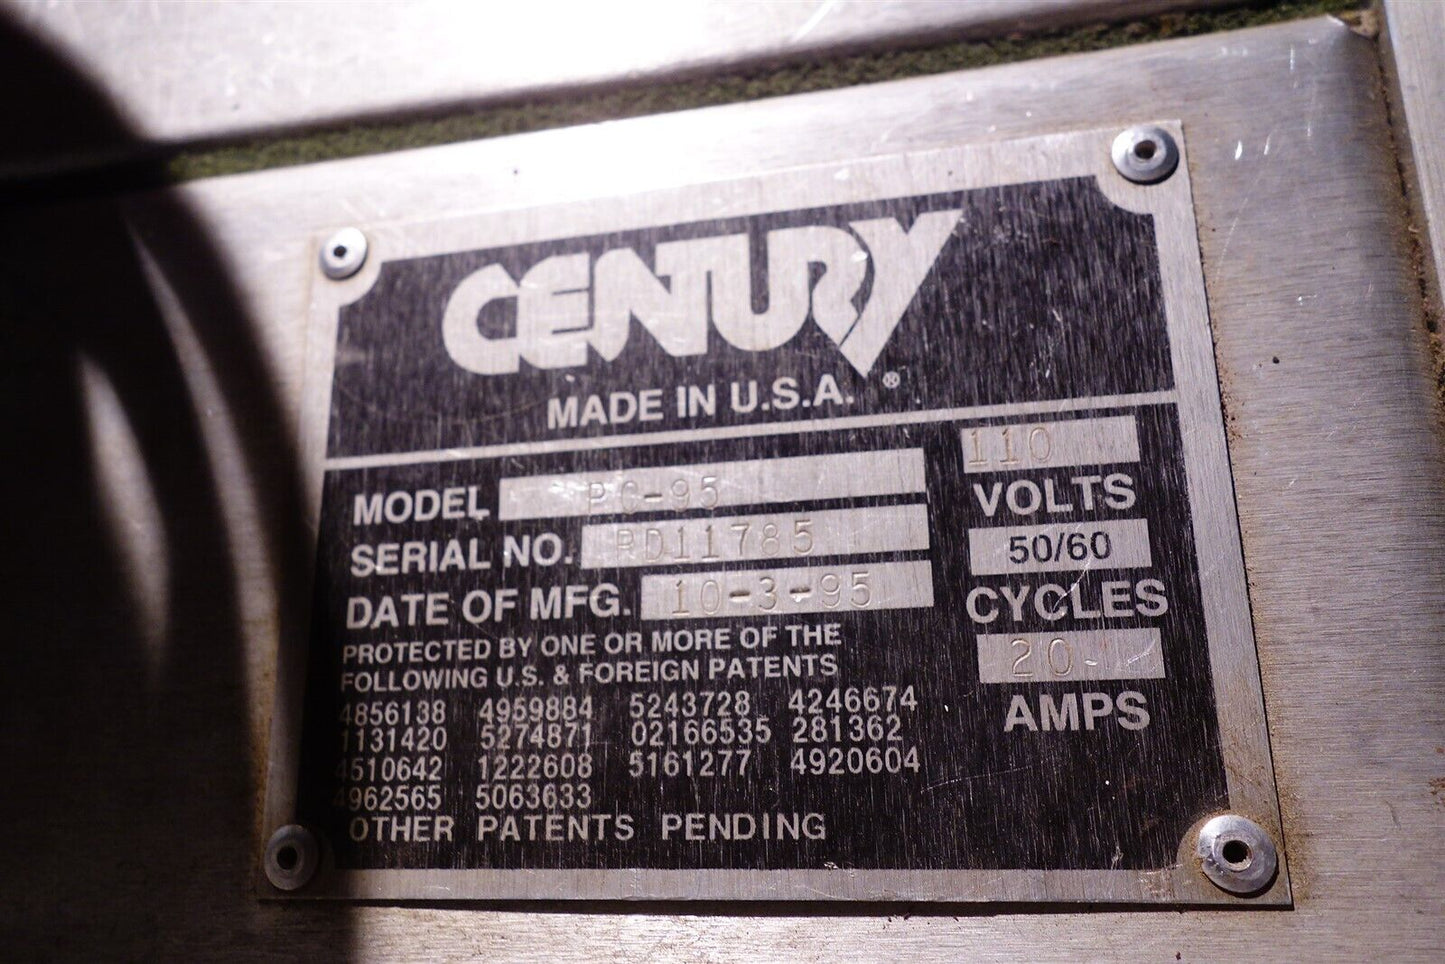 CENTURY®
MADE IN U.S.A.
MODEL PC-95
SERIAL NO. RD11785
DATE OF MFG. 10-3-95
PROTECTED BY ONE OR MORE OF THE
FOLLOWING U.S. & FOREIGN PATENTS
4856138 4959884 5243728 4246674
1131420 5274871 02166535 281362
4510642 1222608 5161277 4920604
4962565 5063633
OTHER PATENTS PENDING
110
VOLTS
50/60
CYCLES
20
AMPS